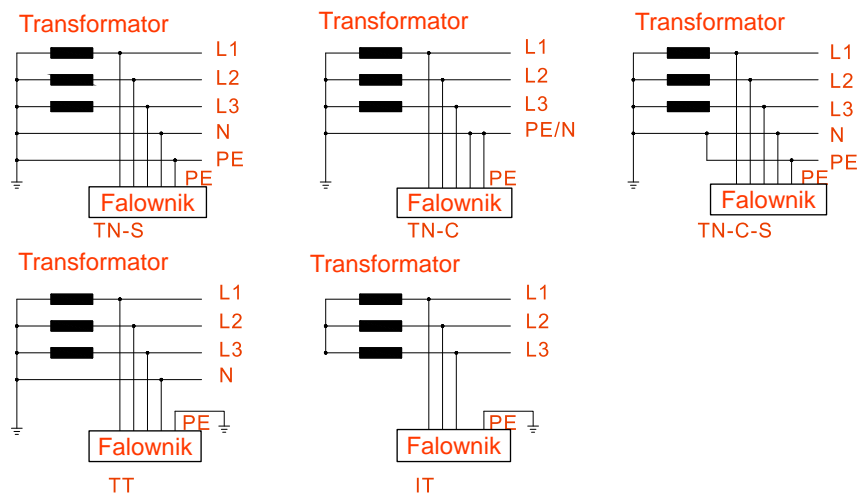 Transformator
L1
L2
L3
N
PE
PE
Falownik
TN-S
Transformator
L1
L2
L3
PE/N
PE
Falownik
TN-C
Transformator
L1
L2
L3
N
PE
PE
Falownik
TN-C-S
Transformator
L1
L2
L3
N
PE
Falownik
TT
Transformator
L1
L2
L3
PE
Falownik
IT